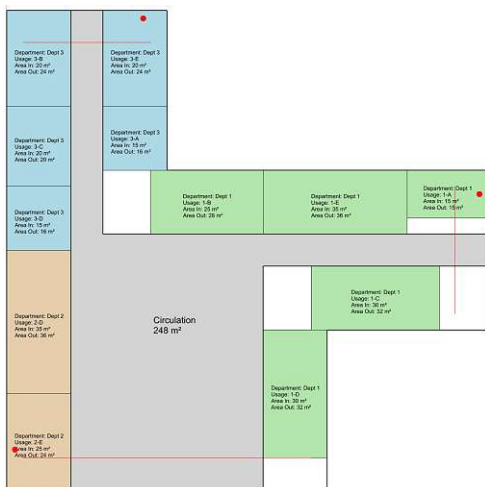 Department: Dept 3
Usage: 3-B
Area In: 20 m²
Area Out: 24 m²
Department: Dept 3
Usage: 3-E
Area In: 20 m²
Area Out: 24 m²
Department: Dept 3
Usage: 3-C
Area In: 20 m²
Area Out: 20 m²
Department: Dept 3
Usage: 3-A
Area In: 15 m²
Area Out: 16 m²
Department: Dept 3
Usage: 3-D
Area In: 15 m²
Area Out: 16 m²
Department: Dept 1
Usage: 1-B
Area In: 25 m²
Area Out: 28 m²
Department: Dept 1
Usage: 1-E
Area In: 35 m²
Area Out: 36 m²
Department: Dept 1
Usage: 1-A
Area In: 15 m²
Area Out: 15 m²
Department: Dept 1
Usage: 1-C
Area In: 30 m²
Area Out: 32 m²
Circulation
248 m²
Department: Dept 2
Usage: 2-D
Area In: 35 m²
Area Out: 36 m²
Department: Dept 1
Usage: 1-D
Area In: 30 m²
Area Out: 32 m²
Department: Dept 2
Usage: 2-E
Area In: 25 m²
Area Out: 24 m²